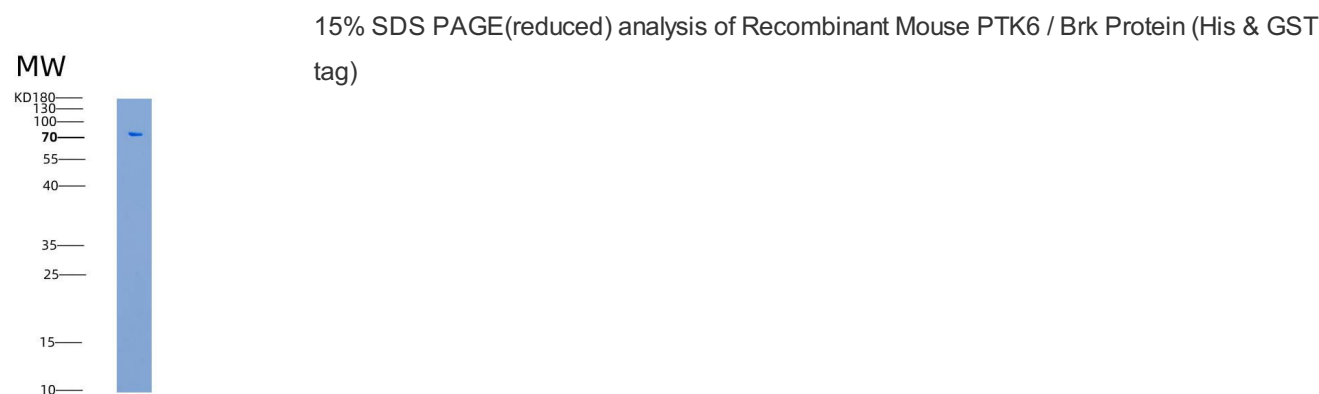 15% SDS PAGE(reduced) analysis of Recombinant Mouse PTK6 / Brk Protein (His & GST
tag)
MW
KD180
130
100
70
55
40
35
25
15
10